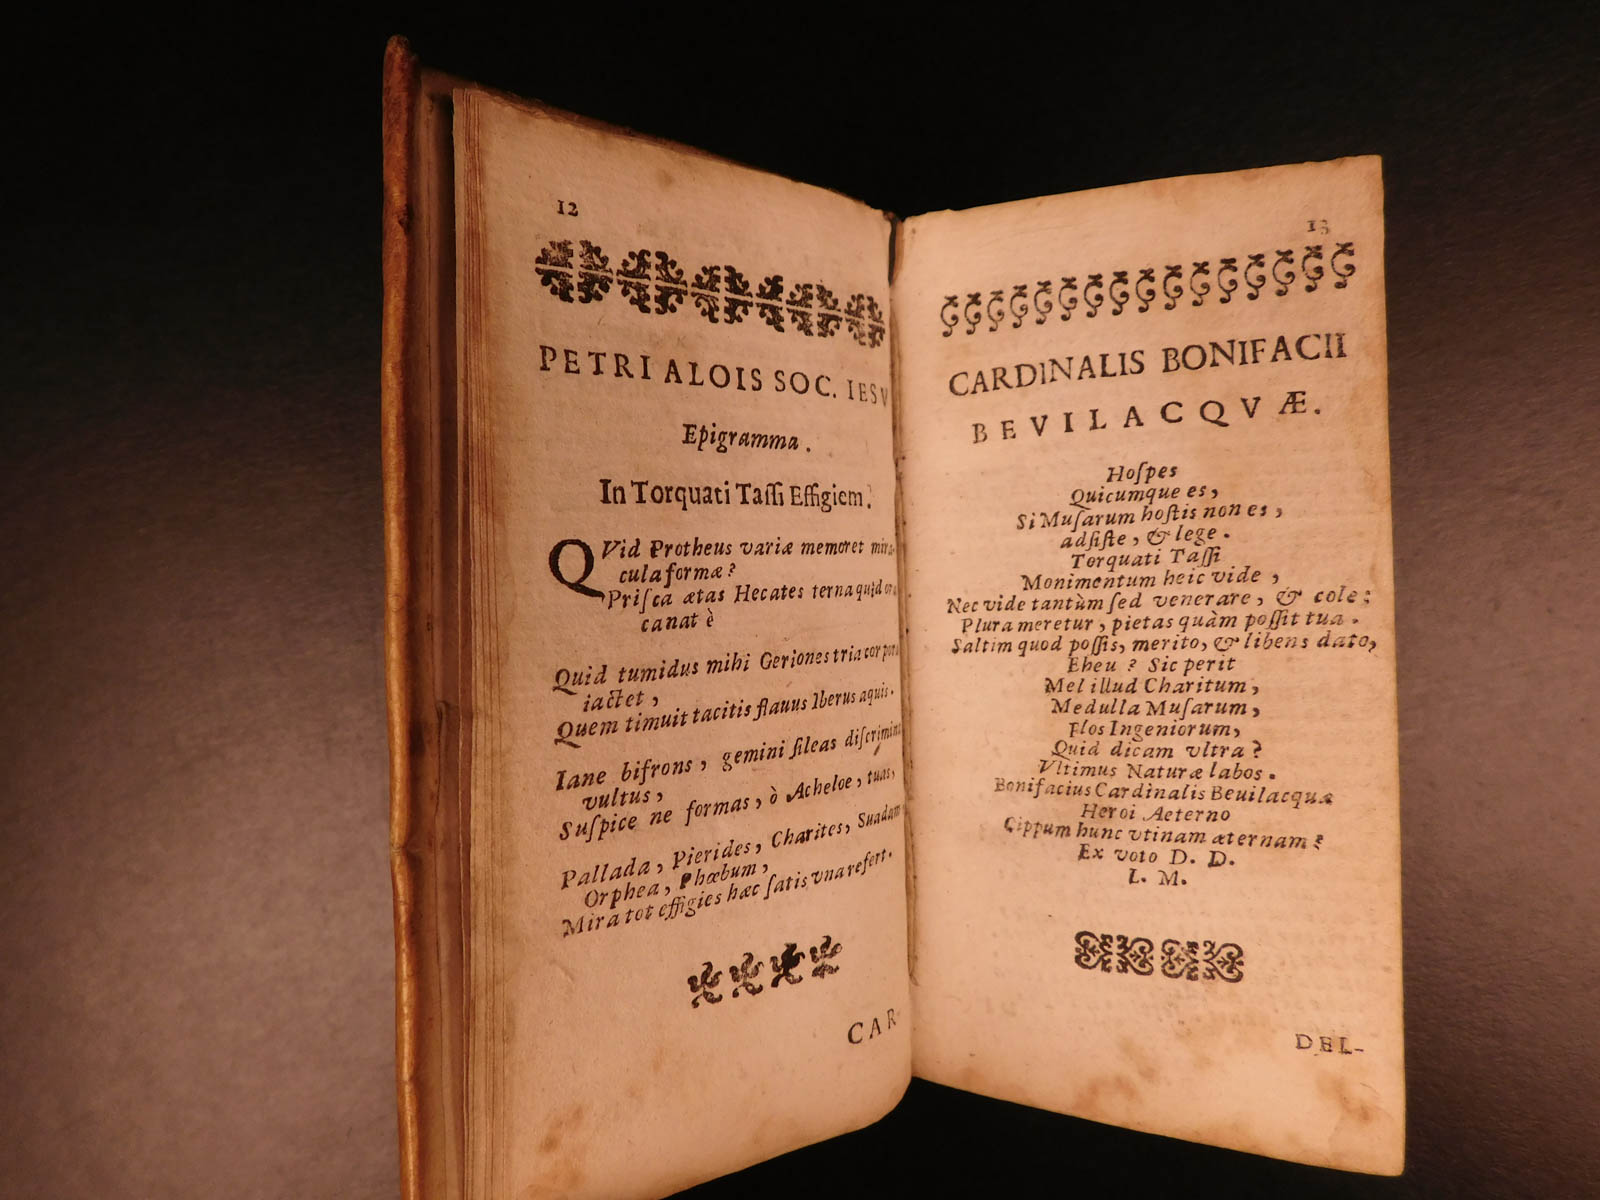 12
PETRI ALOIS SOC. IESV
Epigramma.
In Torquati Tassi Effigiem.
QVid Protheus variæ memoret mira-
cula formæ?
Prisca ætas Hecates terna quid
canat è
Quid tumidus mihi Geriones tria corpora
iactet,
Quem timuit tacitis flauus Iberus aquis.
Iane bifrons, gemini sileas discrimina
vultus,
Suspice ne formas, ò Acheloe, tuas,
Pallada, Pierides, Charites, Suadam
Orphea, Phœbum,
Mira tot effigies hæc satis vna refert.
CAR-
13
CARDINALIS BONIFACII
BEVILACQVÆ.
Hospes
Quicumque es,
Si Musarum hostis non es,
adsiste, & lege.
Torquati Tassi
Monimentum heic vide,
Nec vide tantùm sed venerare, & cole:
Plura meretur, pietas quàm possit tua.
Saltim quod possis, merito, & libens dato,
Eheu? Sic perit
Mel illud Charitum,
Medulla Musarum,
Flos Ingeniorum,
Quid dicam vltra?
Vltimus Naturæ labos.
Bonifacius Cardinalis Beuilacquæ
Heroi Aeterno
Cippum hunc vtinam æternam?
Ex voto D. D.
L. M.
DEL-